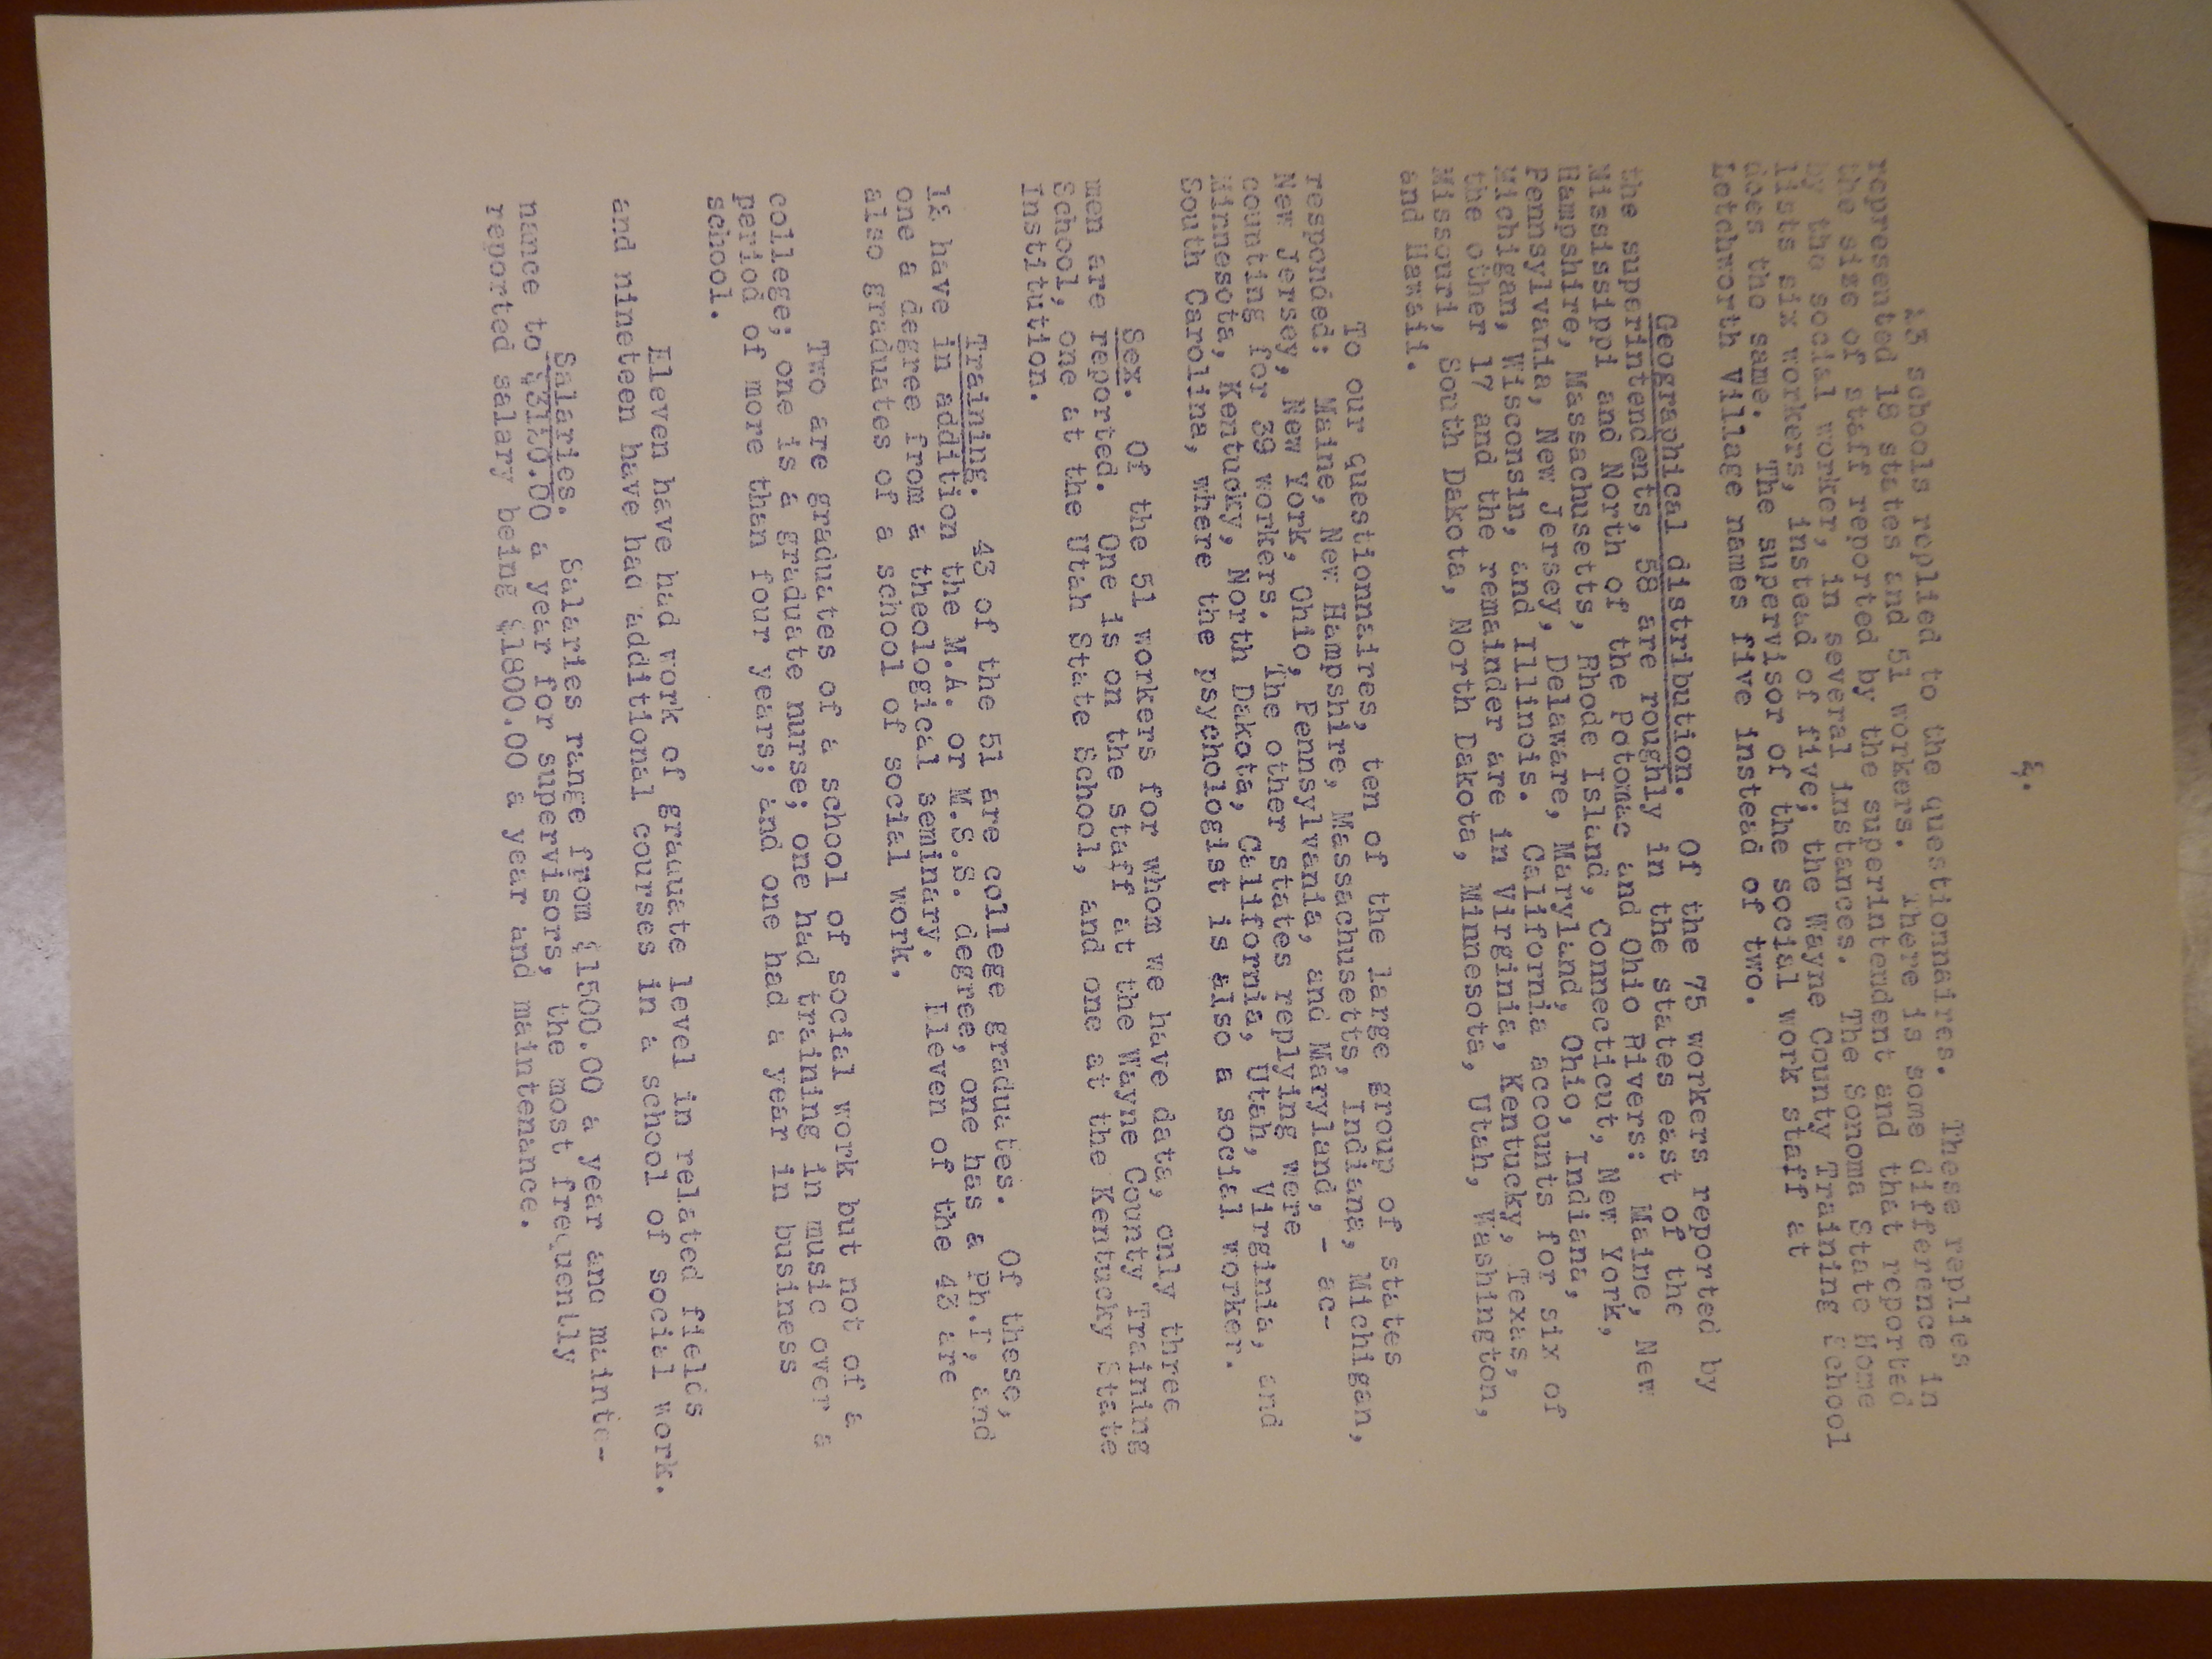 4.
23 schools replied to the questionnaires. These replies
represented 18 states and 51 workers. There is some difference in
the size of staff reported by the superintendent and that reported
by the social worker, in several instances. The Sonoma State Home
lists six workers, instead of five; the Wayne County Training School
does the same. The supervisor of the social work staff at
Letchworth Village names five instead of two.
Geographical distribution. Of the 75 workers reported by
the superintendents, 58 are roughly in the states east of the
Missisippi and North of the Potomac and Ohio Rivers: Maine, New
Hampshire, Massachusetts, Rhode Island, Connecticut, New York,
Pennsylvania, New Jersey, Delaware, Maryland, Ohio, Indiana,
Michigan, Wisconsin, and Illinois. California accounts for six of
the other 17 and the remainder are in Virginia, Kentucky, Texas,
Missouri, South Dakota, North Dakota, Minnesota, Utah, Washington,
and Hawaii.
To our questionnaires, ten of the large group of states
responded: Maine, New Hampshire, Massachusetts, Indiana, Michigan,
New Jersey, New York, Ohio, Pennsylvania, and Maryland, - ac-
counting for 39 workers. The other states replying were
Minnesota, Kentucky, North Dakota, California, Utah, Virginia, and
South Carolina, where the psychologist is also a social worker.
Sex. Of the 51 workers for whom we have data, only three
men are reported. One is on the staff at the Wayne County Training
School, one at the Utah State School, and one at the Kentucky State
Institution.
Training. 43 of the 51 are college graduates. Of these,
12 have in addition the M.A. or M.S.S. degree, one has a Ph.D, and
one a degree from a theological seminary. Eleven of the 43 are
also graduates of a school of social work.
Two are graduates of a school of social work but not of a
college; one is a graduate nurse; one had training in music over a
period of more than four years; and one had a year in business
school.
Eleven have had work of graduate level in related fields
and nineteen have had additional courses in a school of social work.
Salaries. Salaries range from $1500.00 a year and mainte-
nance to a year for supervisors, the most frequently
reported salary being $1800.00 a year and maintenance.